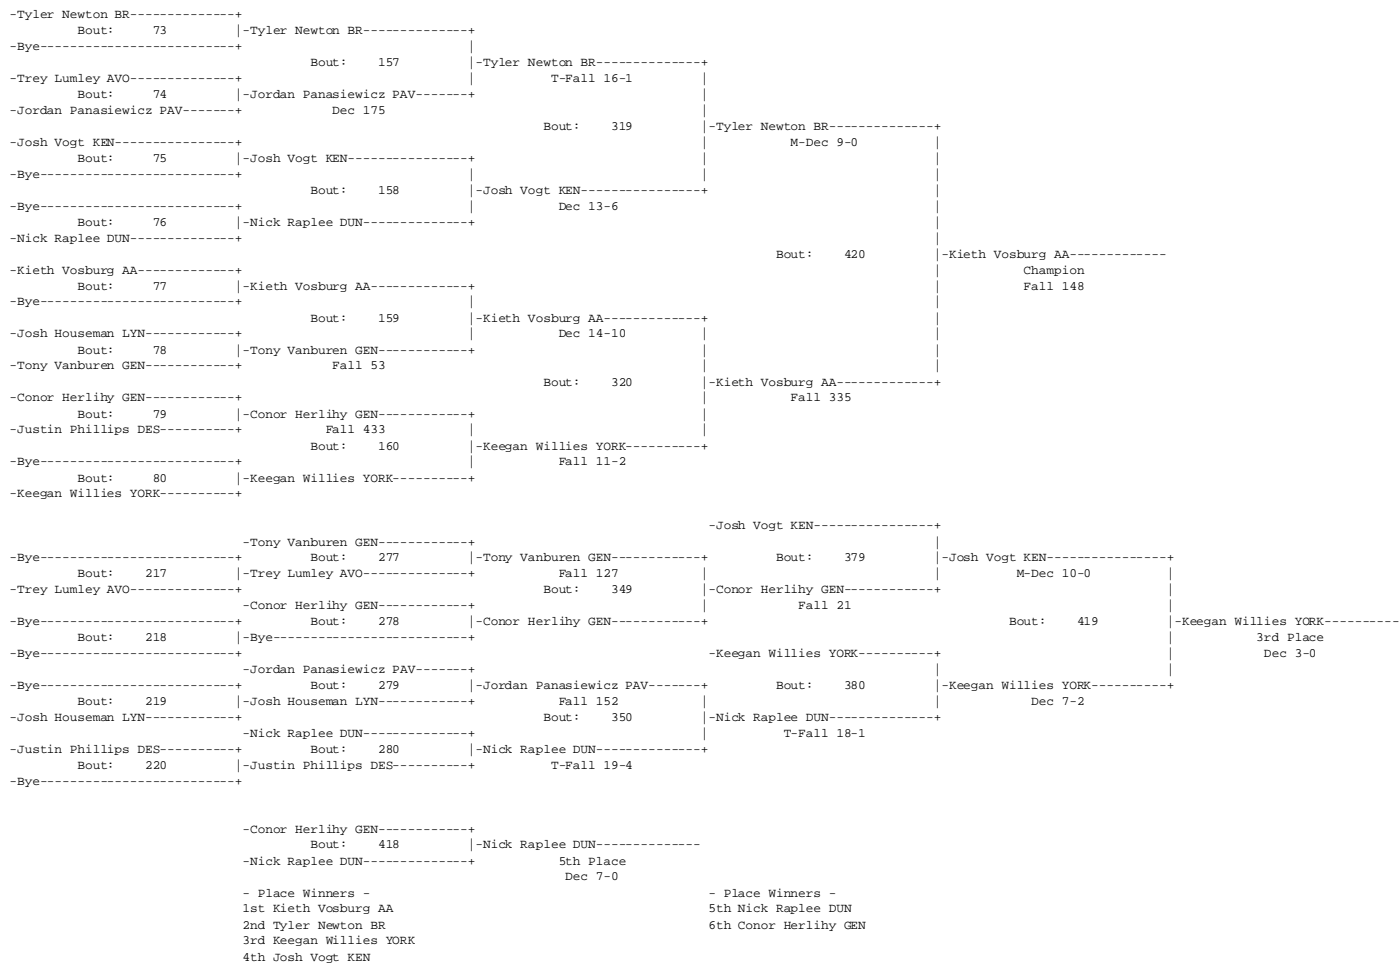 -Tyler Newton BR--------------+
Bout: 73 |-Tyler Newton BR--------------+
-Bye--------------------------+ |
Bout: 157 |-Tyler Newton BR--------------+
-Trey Lumley AVO--------------+ | T-Fall 16-1 |
Bout: 74 |-Jordan Panasiewicz PAV-------+ |
-Jordan Panasiewicz PAV-------+ Dec 175 |
Bout: 319 |-Tyler Newton BR--------------+
-Josh Vogt KEN----------------+ | M-Dec 9-0 |
Bout: 75 |-Josh Vogt KEN----------------+ | |
-Bye--------------------------+ | | |
Bout: 158 |-Josh Vogt KEN----------------+ |
-Bye--------------------------+ | Dec 13-6 |
Bout: 76 |-Nick Raplee DUN--------------+ |
-Nick Raplee DUN--------------+ |
Bout: 420 |-Kieth Vosburg AA-------------
-Kieth Vosburg AA-------------+ | Champion
Bout: 77 |-Kieth Vosburg AA-------------+ | Fall 148
-Bye--------------------------+ | |
Bout: 159 |-Kieth Vosburg AA-------------+ |
-Josh Houseman LYN------------+ | Dec 14-10 | |
Bout: 78 |-Tony Vanburen GEN------------+ | |
-Tony Vanburen GEN------------+ Fall 53 | |
Bout: 320 |-Kieth Vosburg AA-------------+
-Conor Herlihy GEN------------+ | Fall 335
Bout: 79 |-Conor Herlihy GEN------------+ |
-Justin Phillips DES----------+ Fall 433 | |
Bout: 160 |-Keegan Willies YORK----------+
-Bye--------------------------+ | Fall 11-2
Bout: 80 |-Keegan Willies YORK----------+
-Keegan Willies YORK----------+
-Josh Vogt KEN----------------+
-Tony Vanburen GEN------------+ |
-Bye--------------------------+ Bout: 277 |-Tony Vanburen GEN------------+ Bout: 379 |-Josh Vogt KEN----------------+
Bout: 217 |-Trey Lumley AVO--------------+ Fall 127 | | M-Dec 10-0 |
-Trey Lumley AVO--------------+ Bout: 349 |-Conor Herlihy GEN------------+ |
-Conor Herlihy GEN------------+ | Fall 21 |
-Bye--------------------------+ Bout: 278 |-Conor Herlihy GEN------------+ Bout: 419 |-Keegan Willies YORK----------
Bout: 218 |-Bye--------------------------+ | 3rd Place
-Bye--------------------------+ -Keegan Willies YORK----------+ | Dec 3-0
-Jordan Panasiewicz PAV-------+ | |
-Bye--------------------------+ Bout: 279 |-Jordan Panasiewicz PAV-------+ Bout: 380 |-Keegan Willies YORK----------+
Bout: 219 |-Josh Houseman LYN------------+ Fall 152 | | Dec 7-2
-Josh Houseman LYN------------+ Bout: 350 |-Nick Raplee DUN--------------+
-Nick Raplee DUN--------------+ | T-Fall 18-1
-Justin Phillips DES----------+ Bout: 280 |-Nick Raplee DUN--------------+
Bout: 220 |-Justin Phillips DES----------+ T-Fall 19-4
-Bye--------------------------+
-Conor Herlihy GEN------------+
Bout: 418 |-Nick Raplee DUN--------------
-Nick Raplee DUN--------------+ 5th Place
Dec 7-0
- Place Winners - - Place Winners -
1st Kieth Vosburg AA 5th Nick Raplee DUN
2nd Tyler Newton BR 6th Conor Herlihy GEN
3rd Keegan Willies YORK
4th Josh Vogt KEN